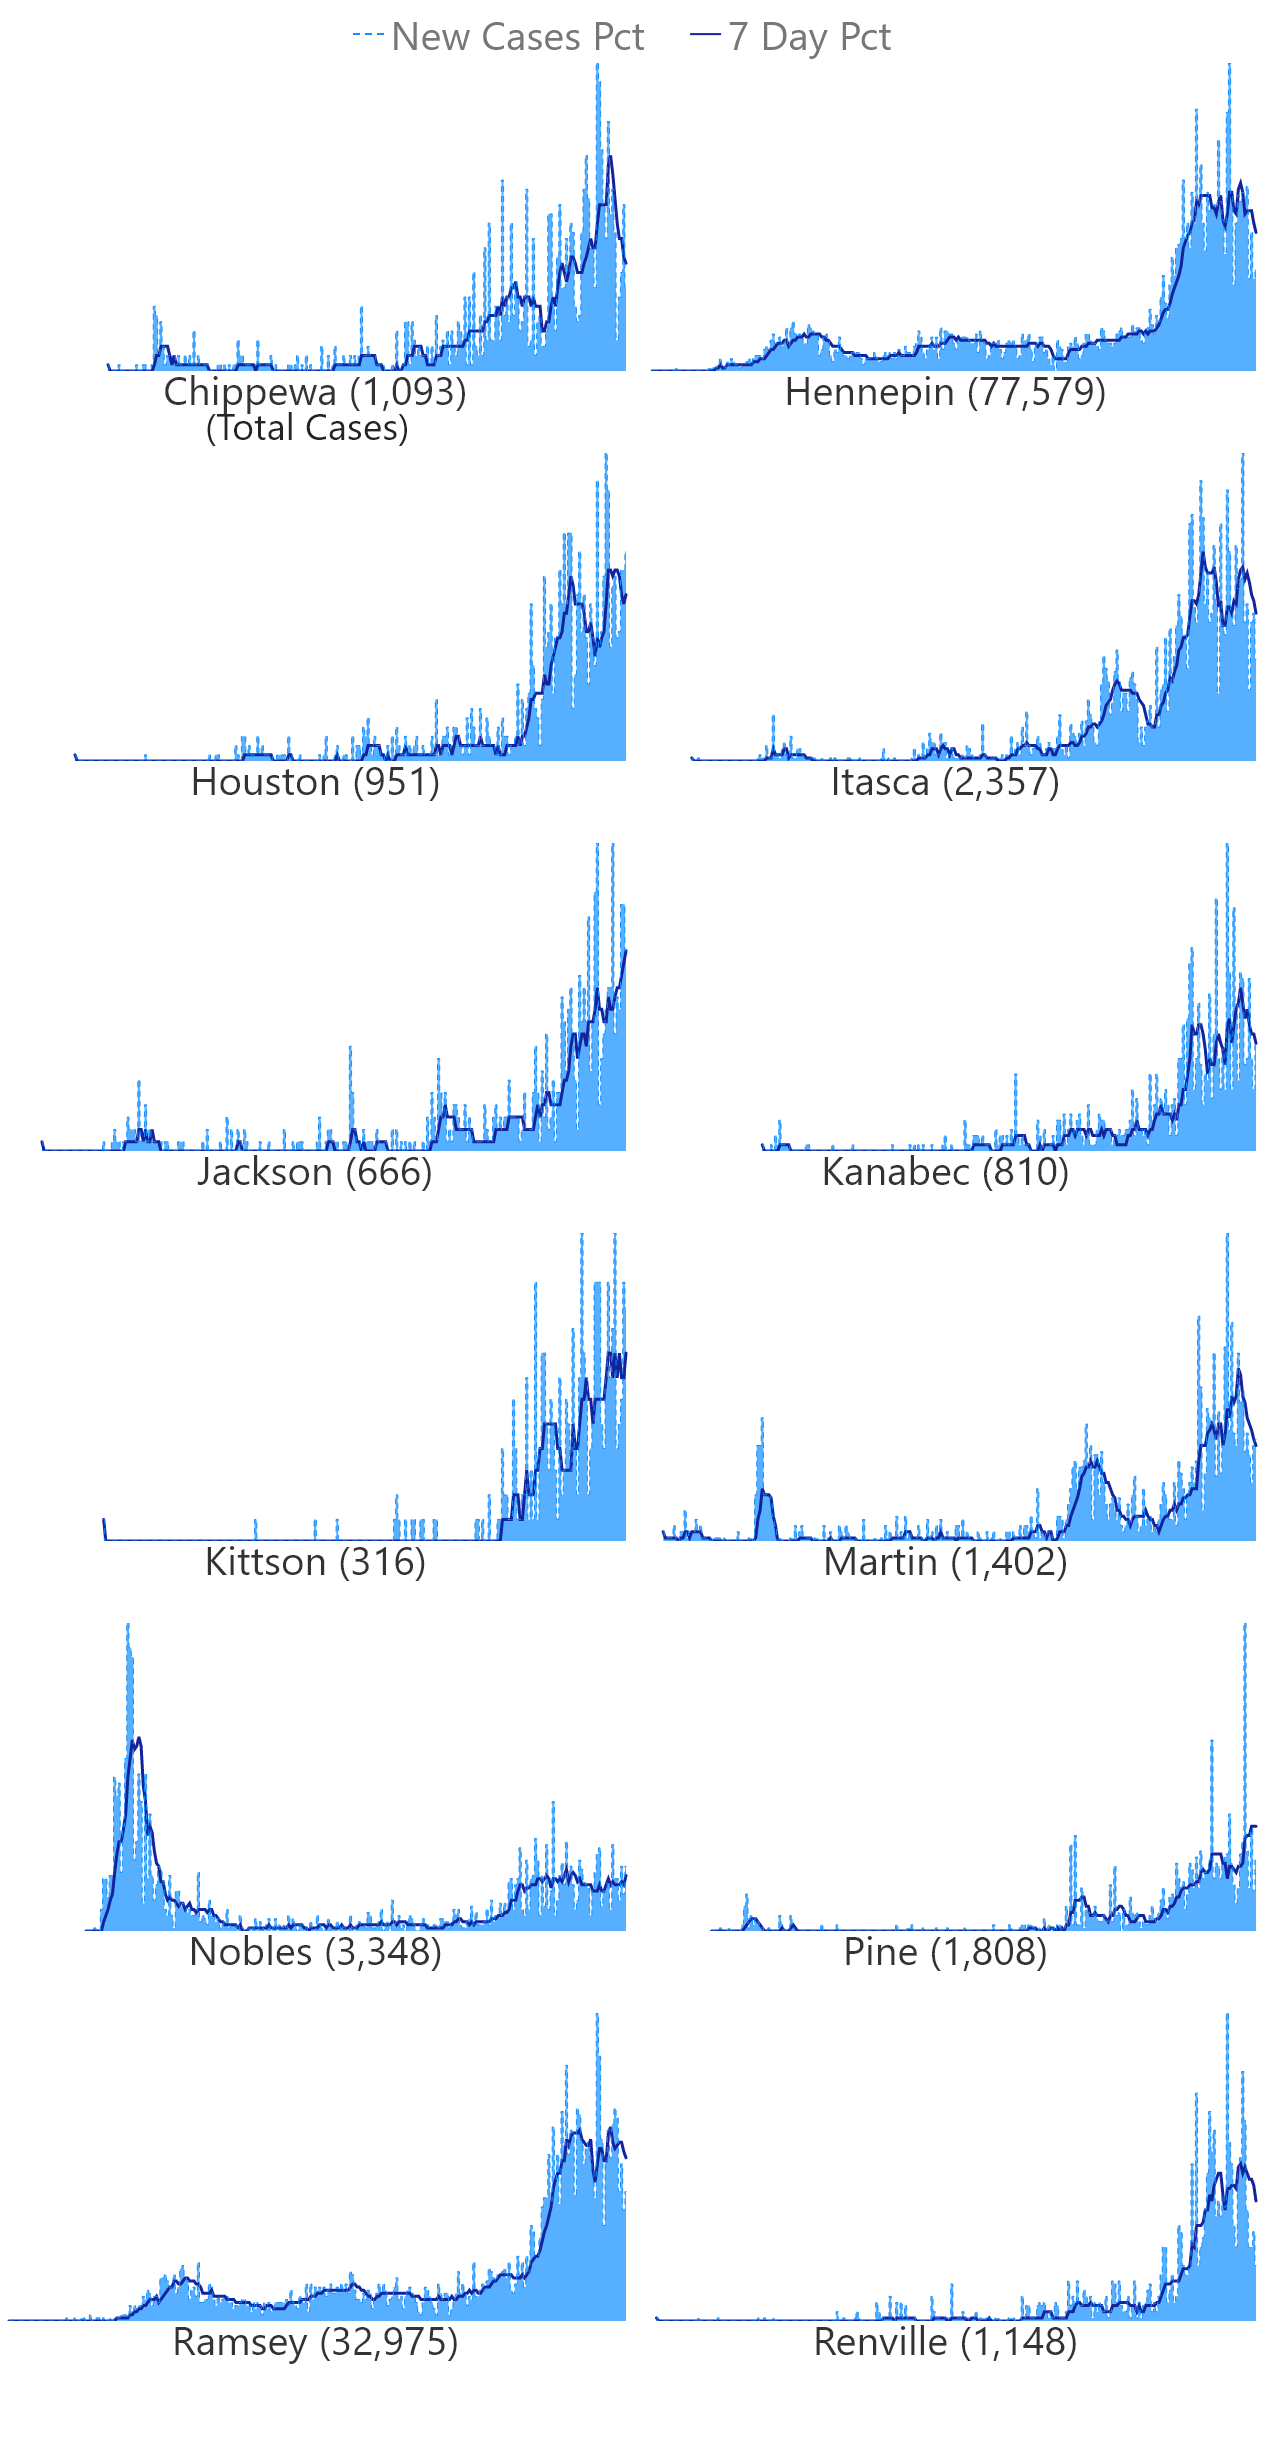 New Cases Pct 7 Day Pct
Chippewa (1,093) Hennepin (77,579)
(Total Cases)
Houston (951) Itasca (2,357)
Jackson (666) Kanabec (810)
Kittson (316) Martin (1,402)
Nobles (3,348) Pine (1,808)
Ramsey (32,975) Renville (1,148)